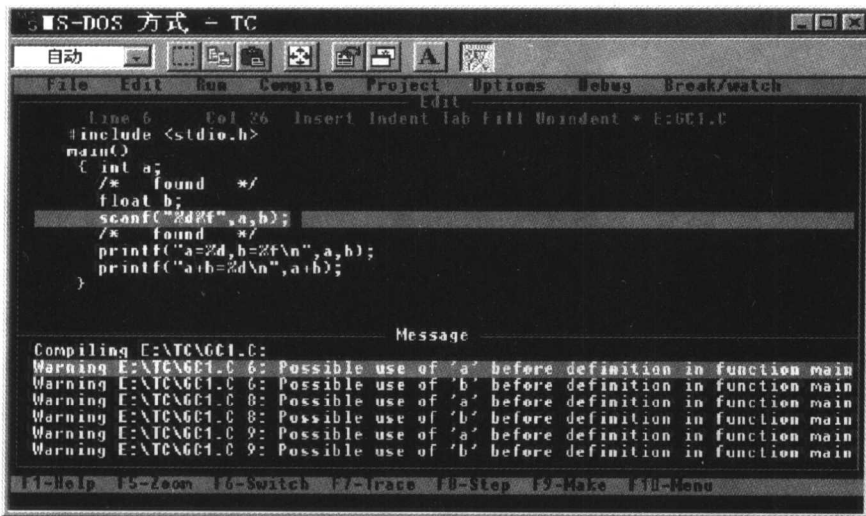 MS-DOS 方式 - TC
自动 A
File Edit Run Compile Project Options Debug Break/watch
Edit
Line 6 Col 26 Insert Indent Tab Fill Unindent * E:GC1.C
#include <stdio.h>
main()
{ int a;
/* found */
float b;
scanf("%d%f",a,b);
/* found */
printf("a=%d,b=%f\n",a,b);
printf("a+b=%d\n",a+b);
}
Message
Compiling E:\TC\GC1.C:
Warning E:\TC\GC1.C 6: Possible use of 'a' before definition in function main
Warning E:\TC\GC1.C 6: Possible use of 'b' before definition in function main
Warning E:\TC\GC1.C 8: Possible use of 'a' before definition in function main
Warning E:\TC\GC1.C 8: Possible use of 'b' before definition in function main
Warning E:\TC\GC1.C 9: Possible use of 'a' before definition in function main
Warning E:\TC\GC1.C 9: Possible use of 'b' before definition in function main
F1-Help F5-Zoom F6-Switch F7-Trace F8-Step F9-Make F10-Menu